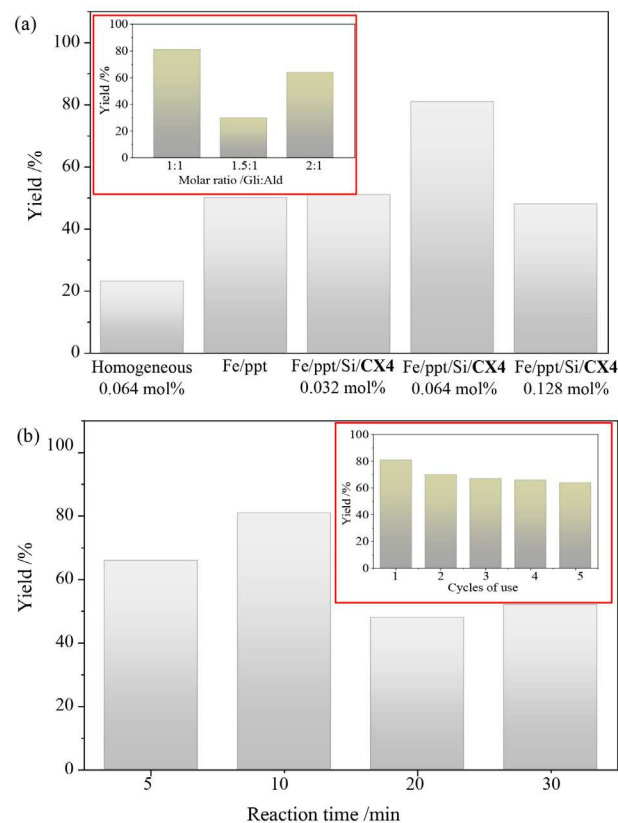 (a)
100
80
60
40
20
0
Yield /%
100
80
60
40
20
0
Yield /%
1:1 1.5:1 2:1
Molar ratio /Gli:Ald
Homogeneous Fe/ppt Fe/ppt/Si/CX4 Fe/ppt/Si/CX4 Fe/ppt/Si/CX4
0.064 mol% 0.032 mol% 0.064 mol% 0.128 mol%
(b)
100
80
60
40
20
0
Yield /%
100
80
60
40
20
0
Yield /%
1 2 3 4 5
Cycles of use
5 10 20 30
Reaction time /min